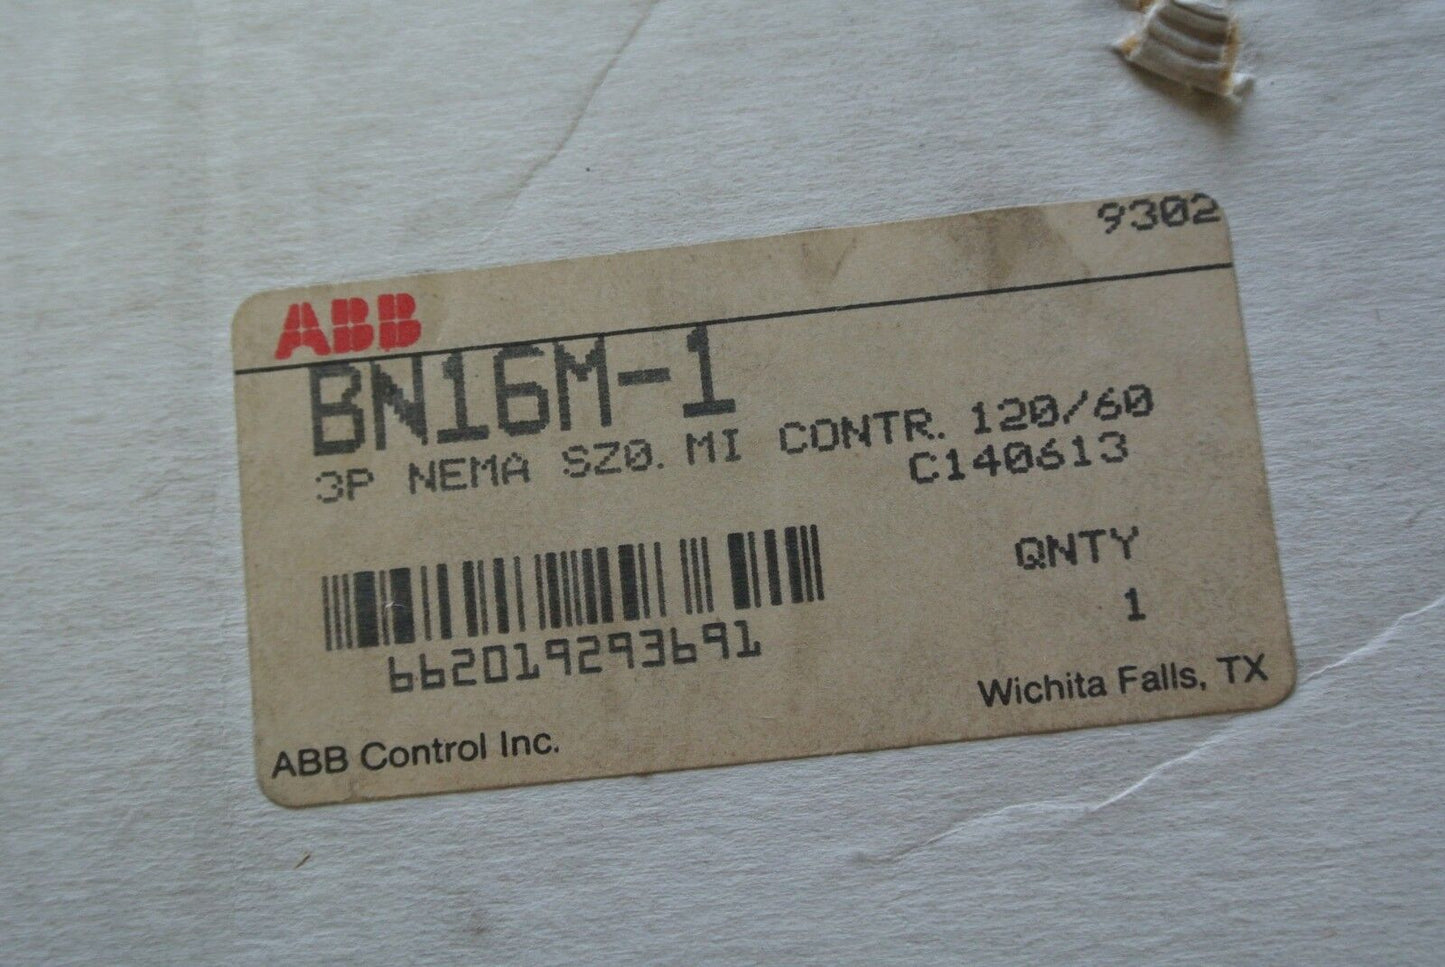 9302
ABB
BN16M-1
3P NEMA SZ0. MI CONTR. 120/60
C140613
QNTY
1
662019293691
Wichita Falls, TX
ABB Control Inc.